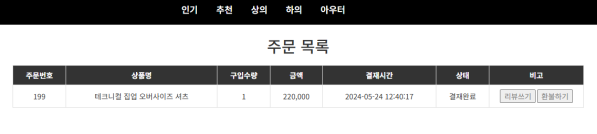 인기 추천 상의 하의 아우터
주문 목록
주문번호 상품명 구입수량 금액 결재시간 상태 비고
199 테크니컬 집업 오버사이즈 셔츠 1 220,000 2024-05-24 12:40:17 결재완료 리뷰쓰기 환불하기